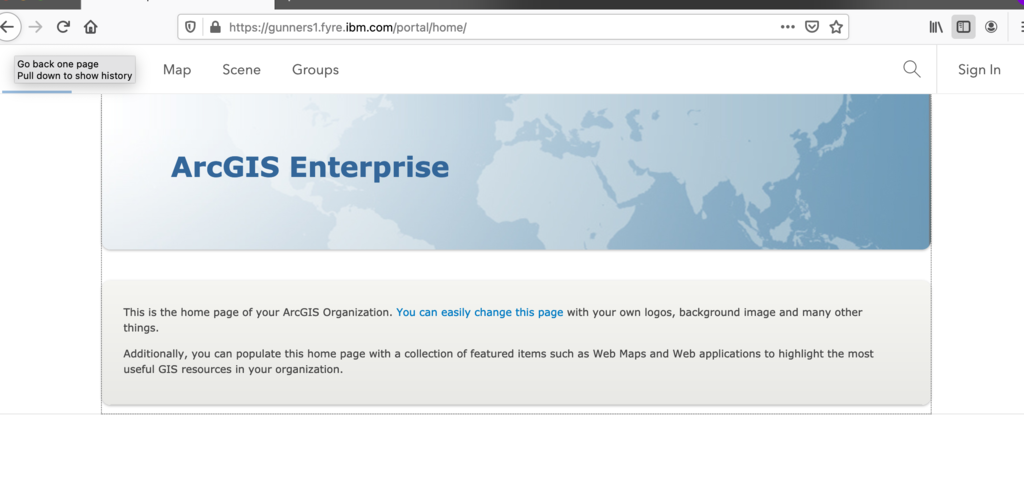 https://gunners1.fyre.ibm.com/portal/home/
Go back one page
Pull down to show history
Map Scene Groups Sign In
ArcGIS Enterprise
This is the home page of your ArcGIS Organization. You can easily change this page with your own logos, background image and many other
things.
Additionally, you can populate this home page with a collection of featured items such as Web Maps and Web applications to highlight the most
useful GIS resources in your organization.